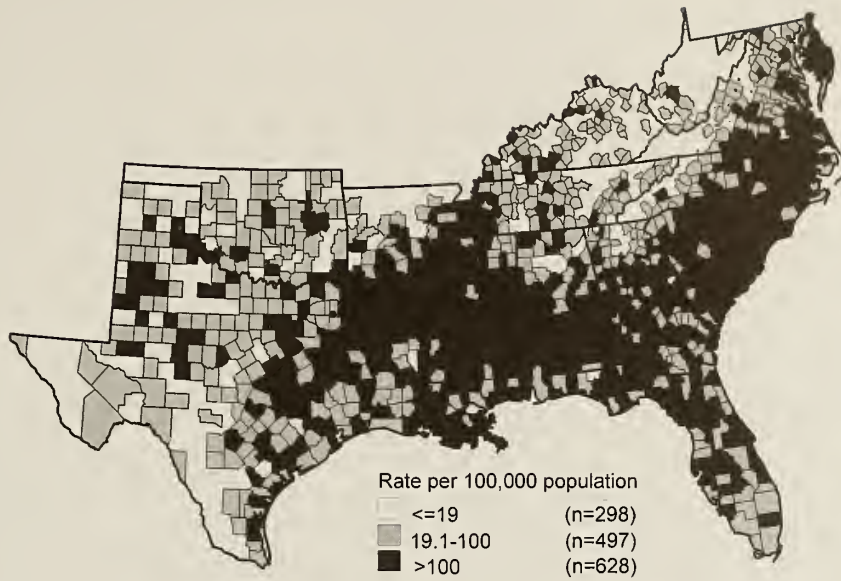 Rate per 100,000 population
<=19 (n=298)
19.1-100 (n=497)
>100 (n=628)